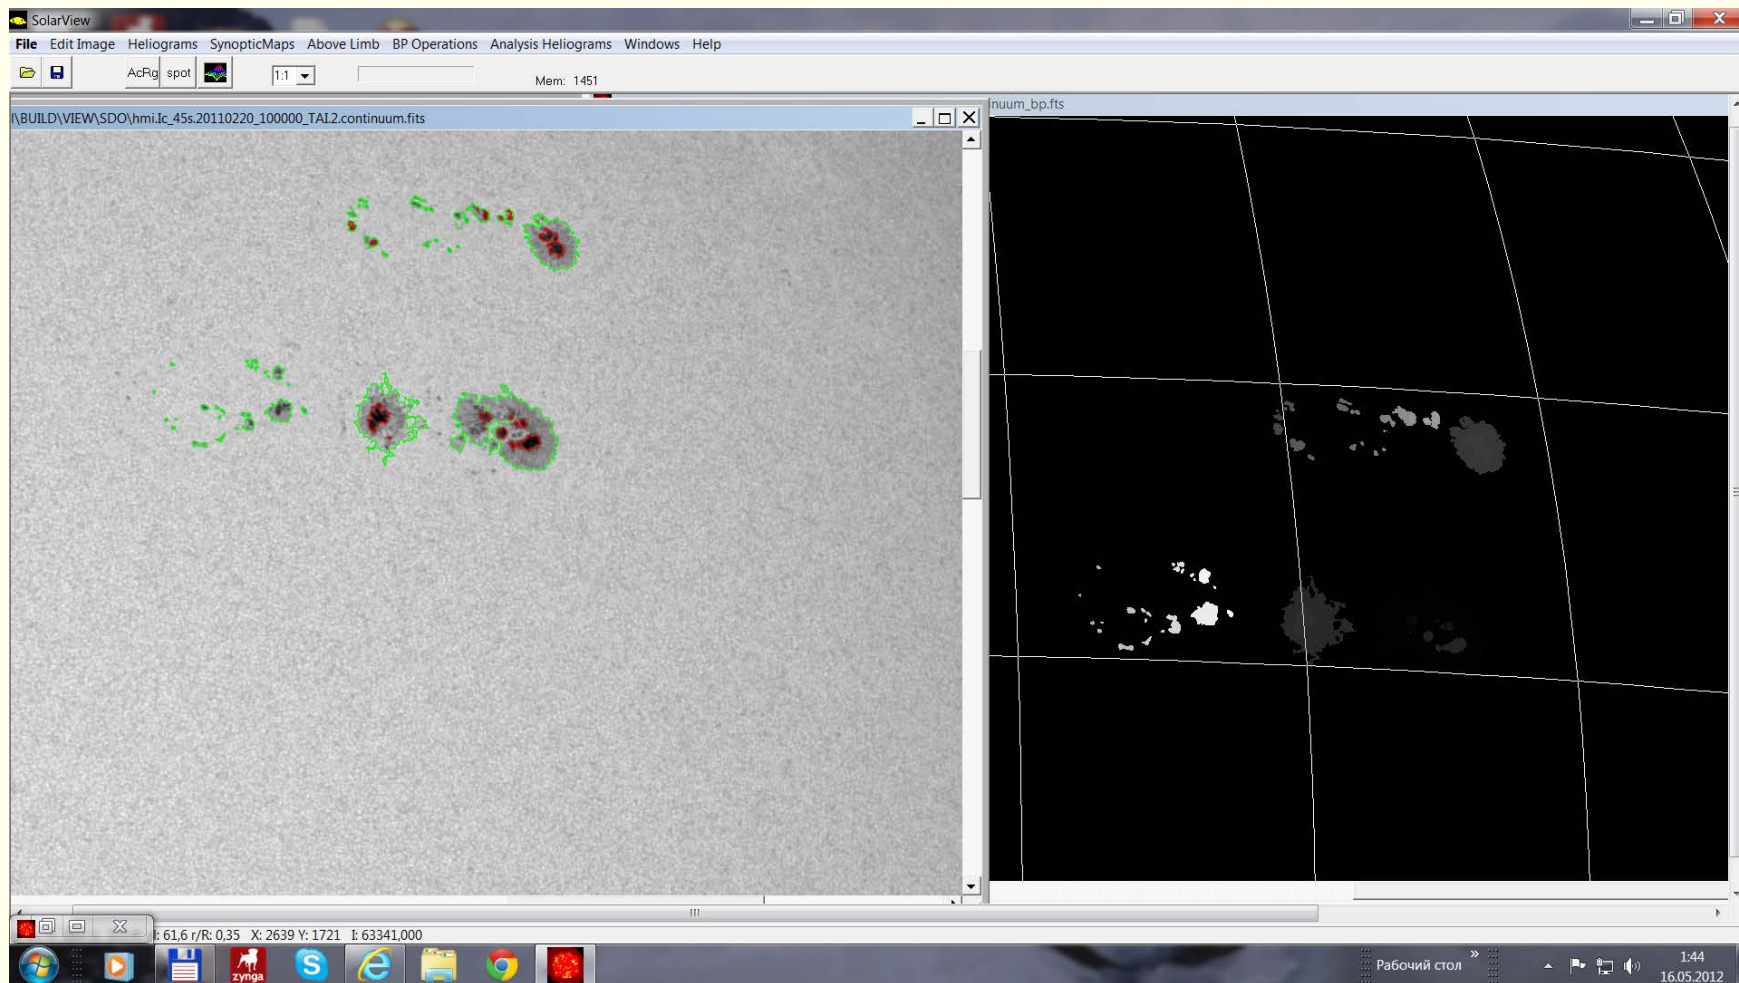 SolarView
File Edit Image Heliograms SynopticMaps Above Limb BP Operations Analysis Heliograms Windows Help
AcRg spot 1:1 Mem: 1451
nuum_bp.fts
\BUILD\VIEW\SDO\hmi.Ic_45s.20110220_100000_TAI.2.continuum.fits
61,6 r/R: 0,35 X: 2639 Y: 1721 I: 63341,000
zynga
Рабочий стол
1:44
16.05.2012